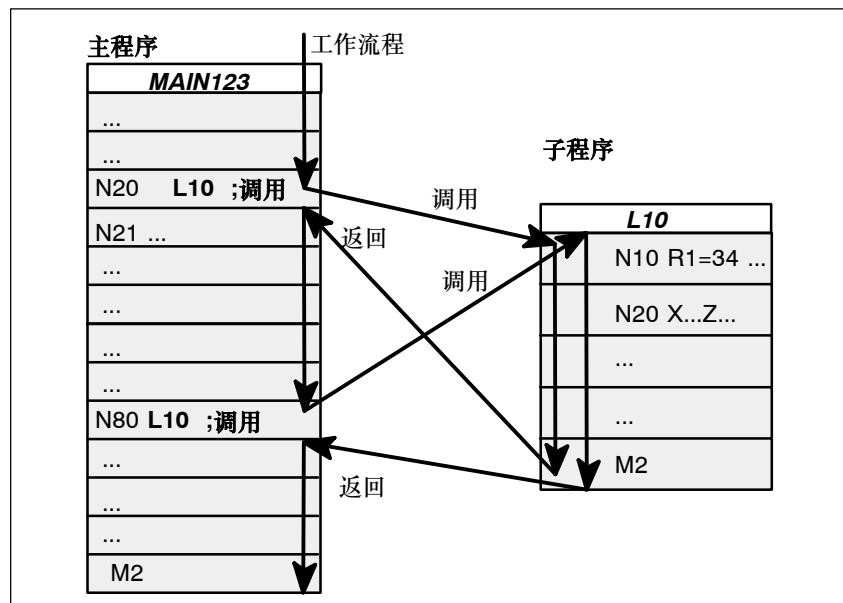 主程序
工作流程
MAIN123
...
...
N20 L10 ;调用
N21 ...
...
...
...
...
N80 L10 ;调用
...
...
...
M2
调用
返回
调用
返回
子程序
L10
N10 R1=34 ...
N20 X...Z...
...
...
M2